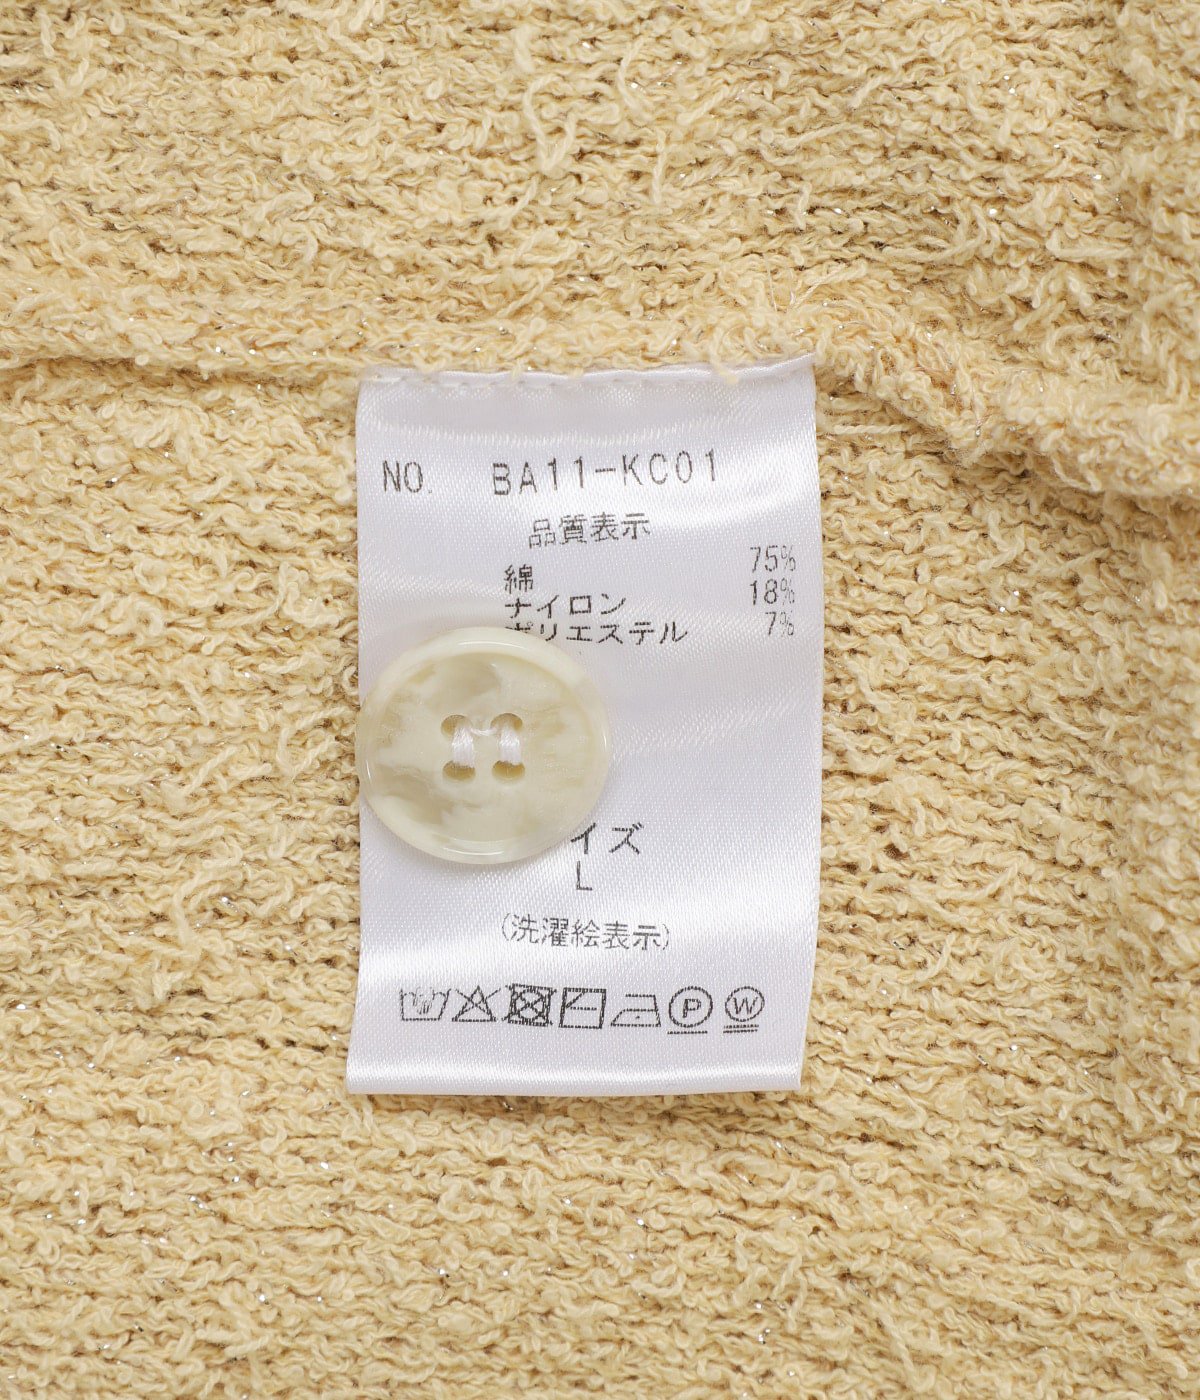 NO. BA11-KC01
品質表示
綿 75%
ナイロン 18%
ポリエステル 7%
イズ
L
(洗濯絵表示)
P W